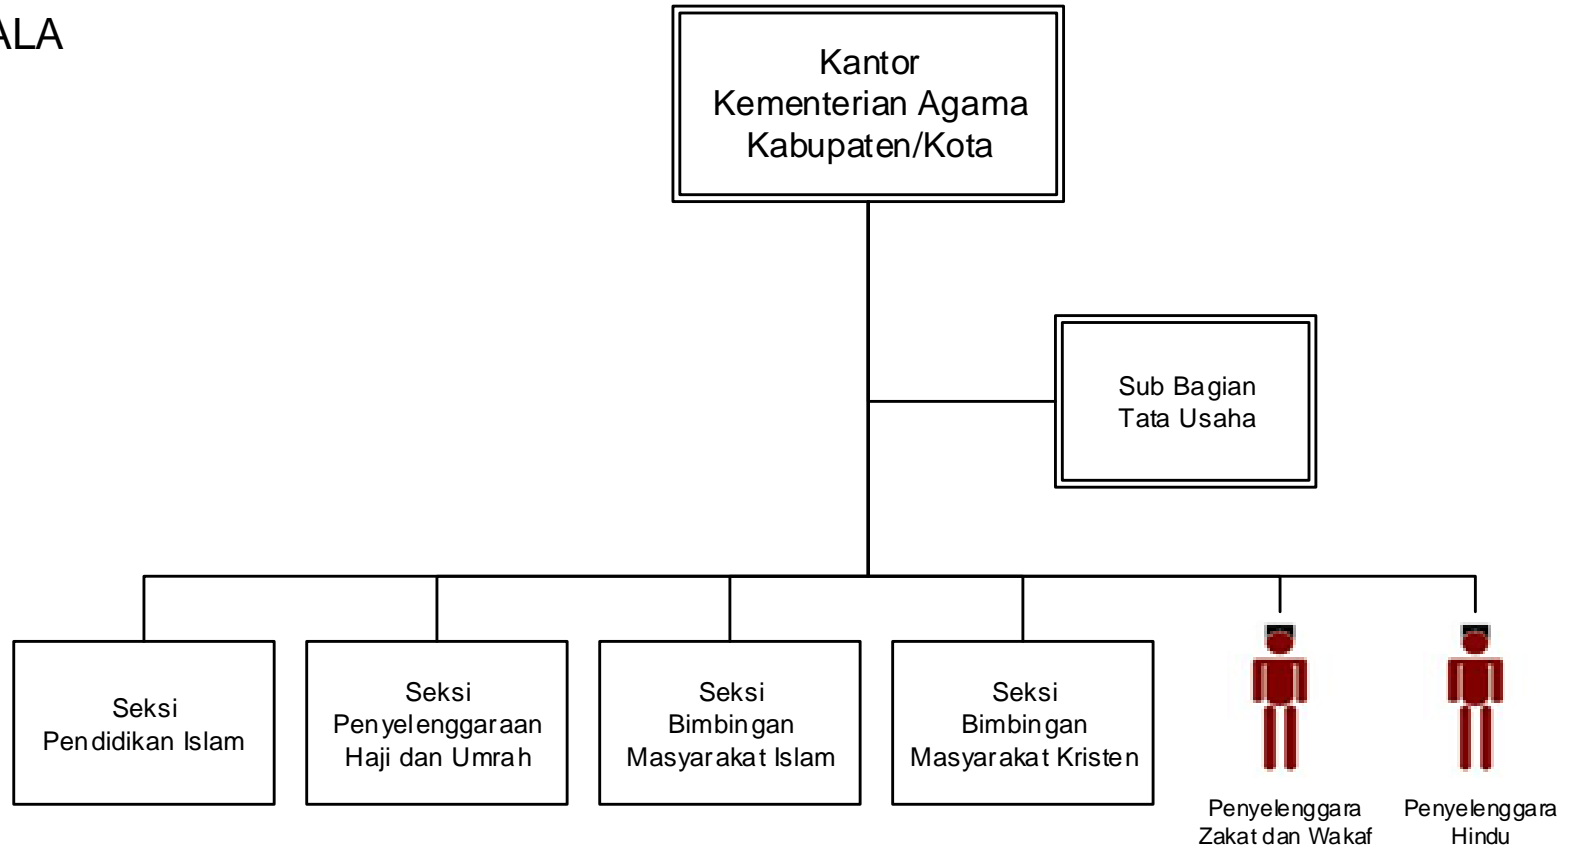 ALA
Kantor
Kementerian Agama
Kabupaten/Kota
Sub Bagian
Tata Usaha
Seksi
Pendidikan Islam
Seksi
Penyelenggaraan
Haji dan Umrah
Seksi
Bimbingan
Masyarakat Islam
Seksi
Bimbingan
Masyarakat Kristen
Penyelenggara
Zakat dan Wakaf
Penyelenggara
Hindu